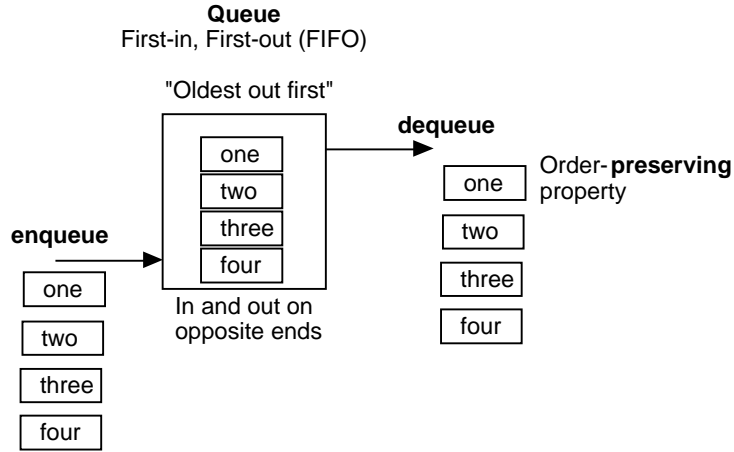 Queue
First-in, First-out (FIFO)
"Oldest out first"
enqueue
one
two
three
four
one
two
three
four
In and out on
opposite ends
dequeue
one
two
three
four
Order-preserving
property